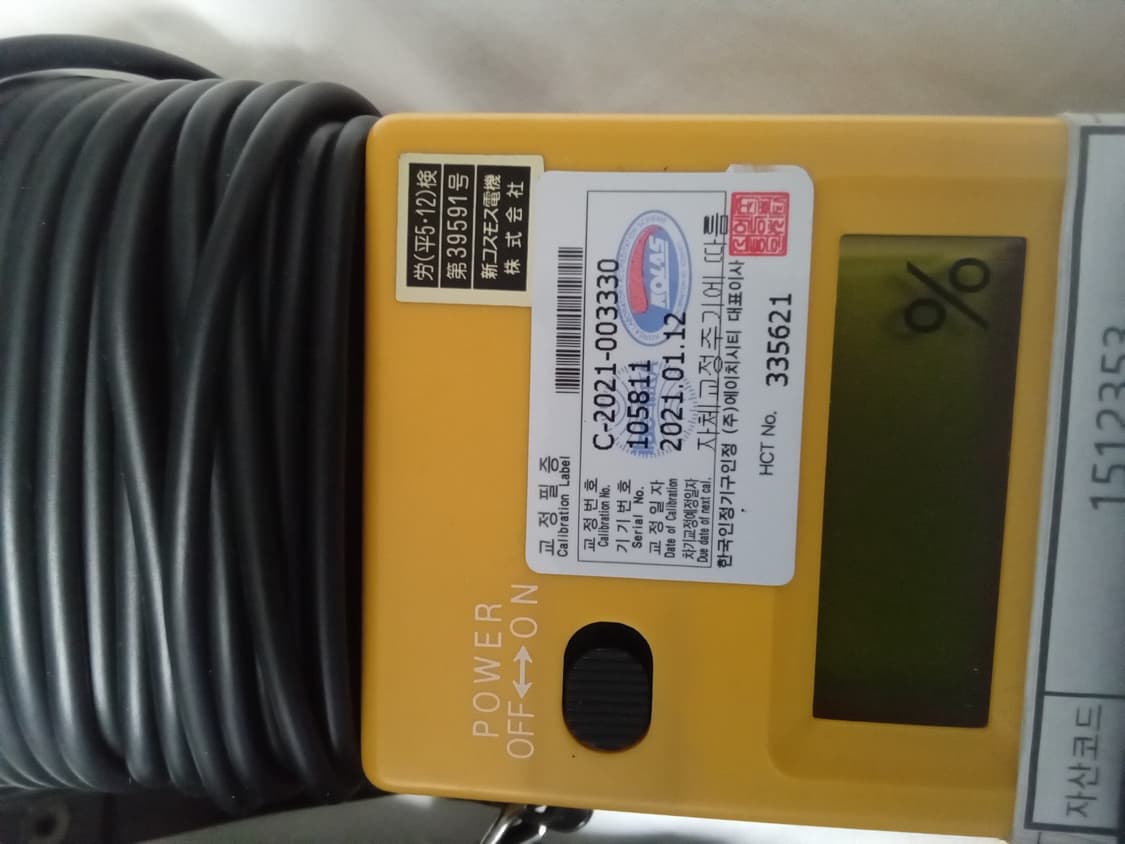 労(平5·12)検
第39591号
新コスモス電機
株式会社
POWER
OFF↔ON
교정필증
Calibration Label
교정번호 C-2021-003330
Calibration No.
기기번호 105811
Serial No.
교정일자 2021.01.12
Date of Calibration
차기교정예정일자 자체교정주기에 따름
Due date of next cal.
한국인정기구인정 (주)에이치시티 대표이사
HCT No. 335621
KOLAS
%
자산코드 1512353